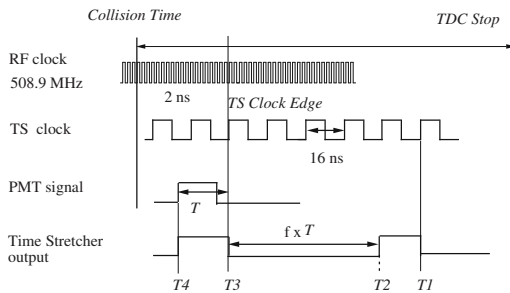 Collision Time
TDC Stop
RF clock
508.9 MHz
2 ns
TS Clock Edge
TS clock
16 ns
PMT signal
T
Time Stretcher
output
f x T
T4
T3
T2
T1